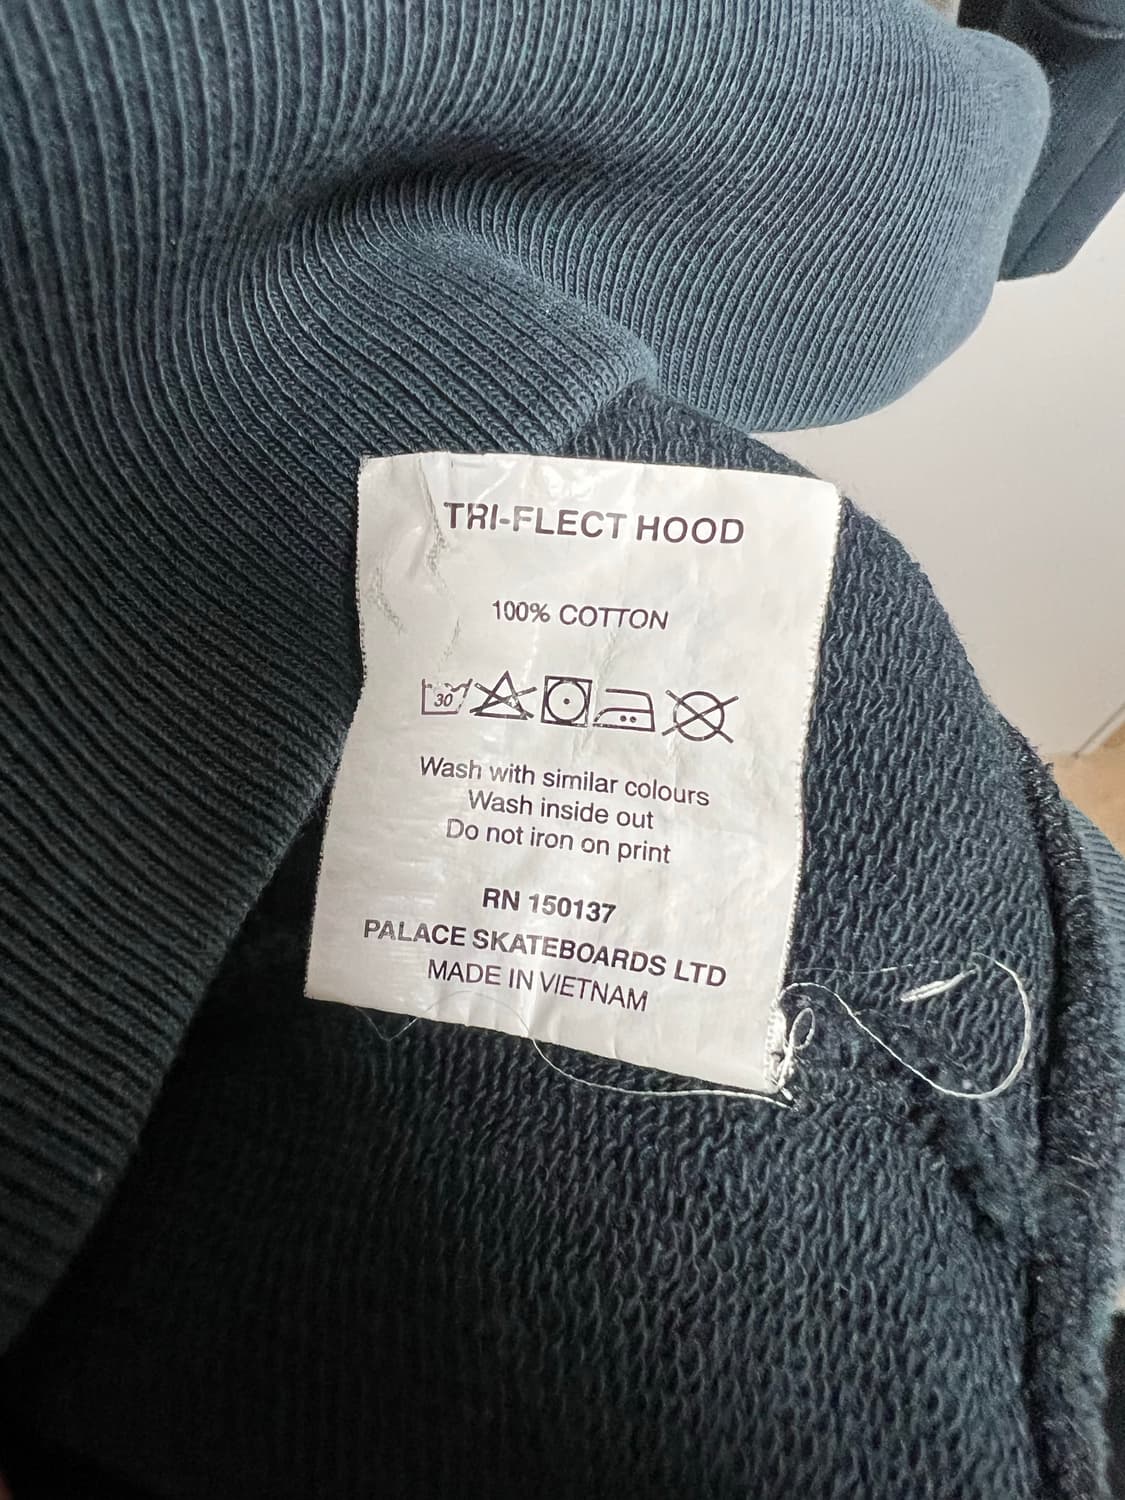 TRI-FLECT HOOD
100% COTTON
30
Wash with similar colours
Wash inside out
Do not iron on print
RN 150137
PALACE SKATEBOARDS LTD
MADE IN VIETNAM